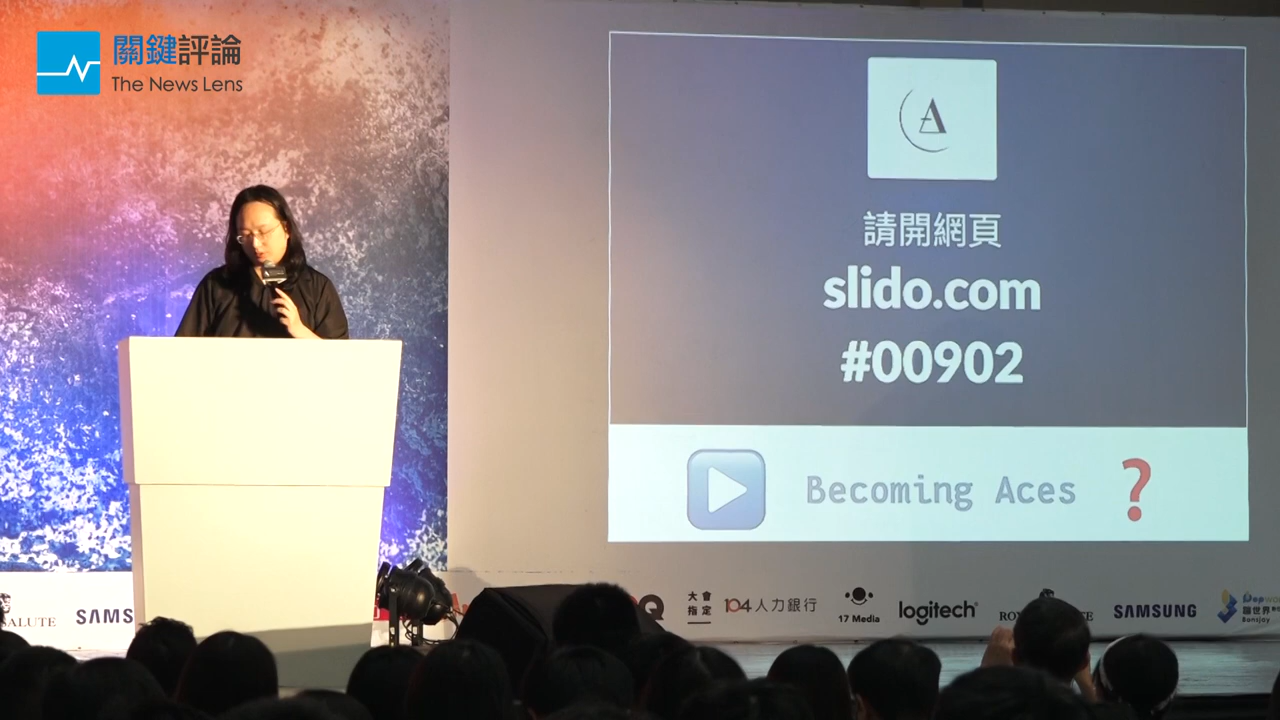 關鍵評論
The News Lens
請開網頁
slido.com
#00902
Becoming Aces
大會
指定
104人力銀行
17 Media
logitech
SAMSUNG
SAMS